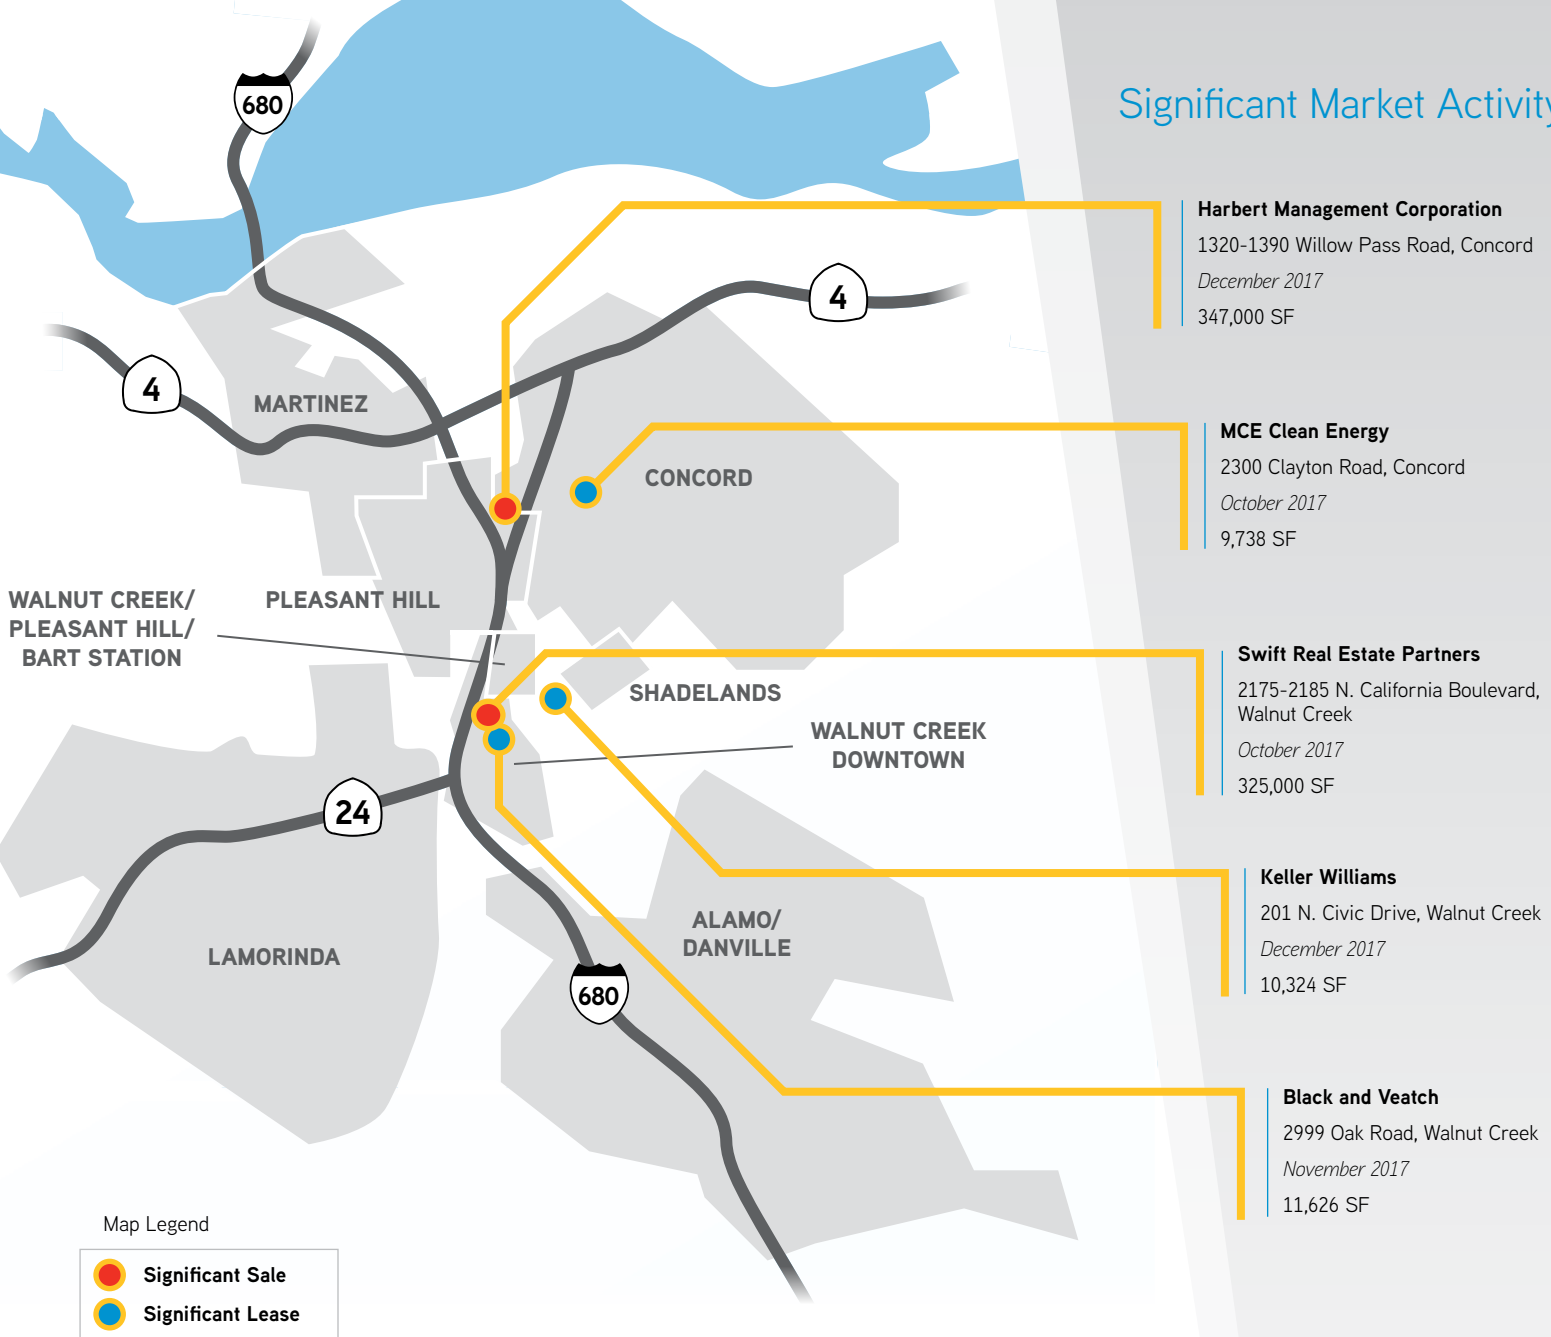 680
Significant Market Activity
Harbert Management Corporation
1320-1390 Willow Pass Road, Concord
December 2017
347,000 SF
4
4
MARTINEZ
MCE Clean Energy
2300 Clayton Road, Concord
October 2017
9,738 SF
CONCORD
WALNUT CREEK/
PLEASANT HILL/
BART STATION
PLEASANT HILL
Swift Real Estate Partners
2175-2185 N. California Boulevard,
Walnut Creek
October 2017
325,000 SF
SHADELANDS
WALNUT CREEK
DOWNTOWN
24
Keller Williams
201 N. Civic Drive, Walnut Creek
December 2017
10,324 SF
ALAMO/
DANVILLE
LAMORINDA
680
Black and Veatch
2999 Oak Road, Walnut Creek
November 2017
11,626 SF
Map Legend
Significant Sale
Significant Lease